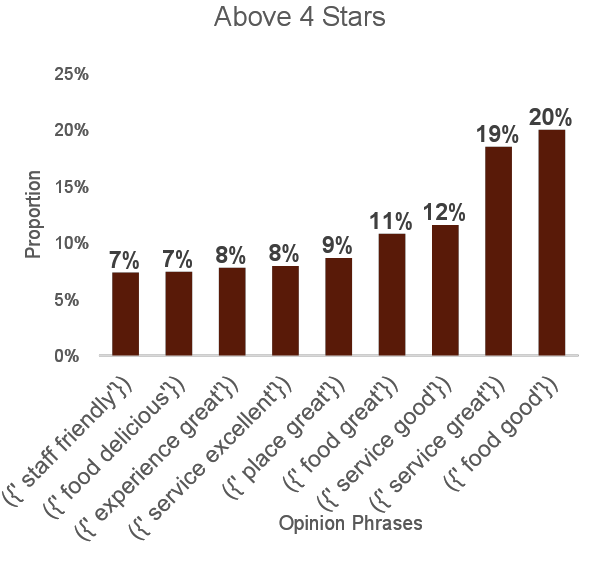 Above 4 Stars
25%
20%
15%
10%
5%
0%
Proportion
7%
7%
8%
8%
9%
11%
12%
19%
20%
({' staff friendly'})
({' food delicious'})
({' experience great'})
({' service excellent'})
({' place great'})
({' food great'})
({' service good'})
({' service great'})
({' food good'})
Opinion Phrases